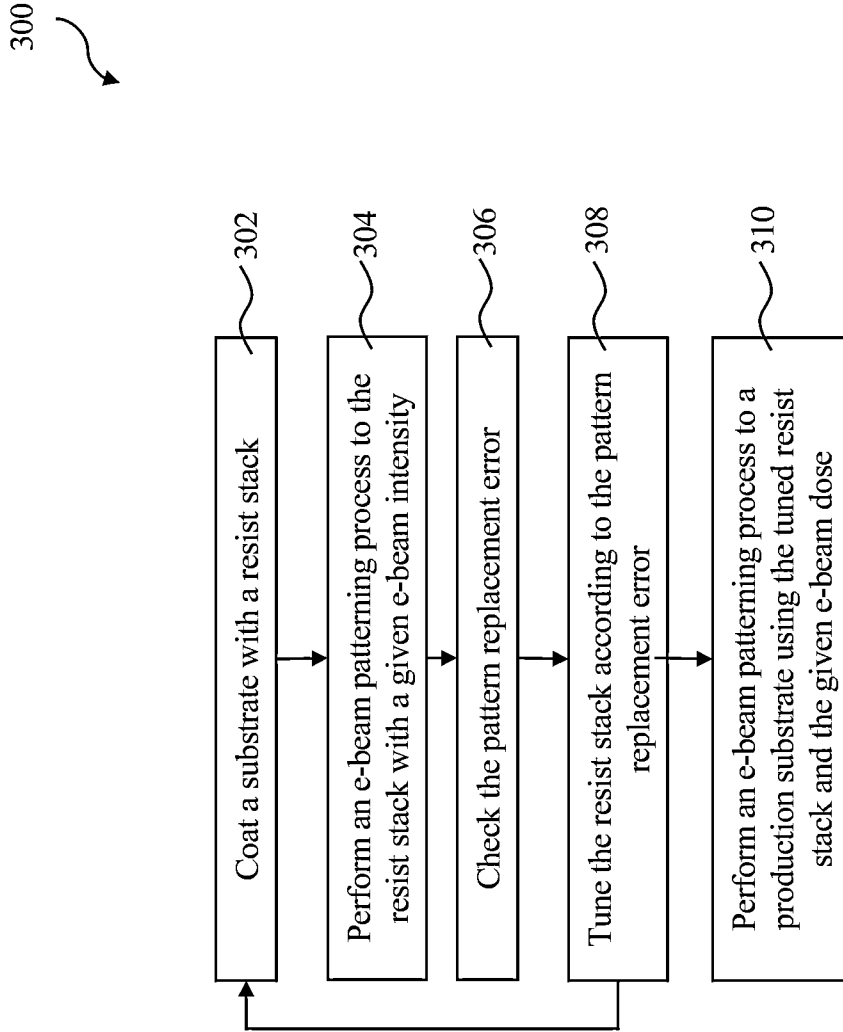 300
Coat a substrate with a resist stack
302
Perform an e-beam patterning process to the
resist stack with a given e-beam intensity
304
Check the pattern replacement error
306
Tune the resist stack according to the pattern
replacement error
308
Perform an e-beam patterning process to a
production substrate using the tuned resist
stack and the given e-beam dose
310